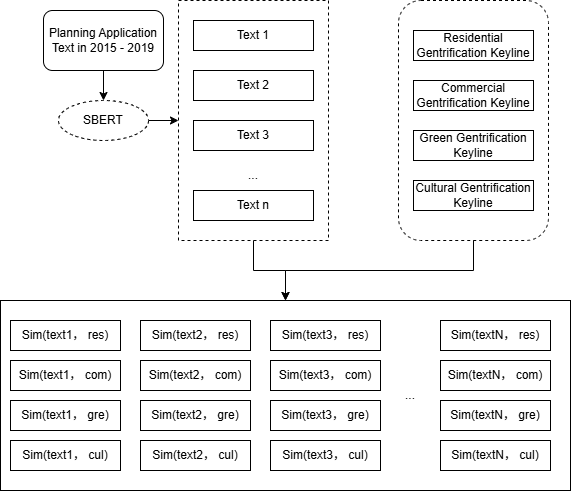 Planning Application
Text in 2015 - 2019
SBERT
Text 1
Text 2
Text 3
...
Text n
Residential
Gentrification Keyline
Commercial
Gentrification Keyline
Green Gentrification
Keyline
Cultural Gentrification
Keyline
Sim(text1， res)
Sim(text2， res)
Sim(text3， res)
Sim(textN， res)
Sim(text1， com)
Sim(text2， com)
Sim(text3， com)
Sim(textN， com)
...
Sim(text1， gre)
Sim(text2， gre)
Sim(text3， gre)
Sim(textN， gre)
Sim(text1， cul)
Sim(text2， cul)
Sim(text3， cul)
Sim(textN， cul)